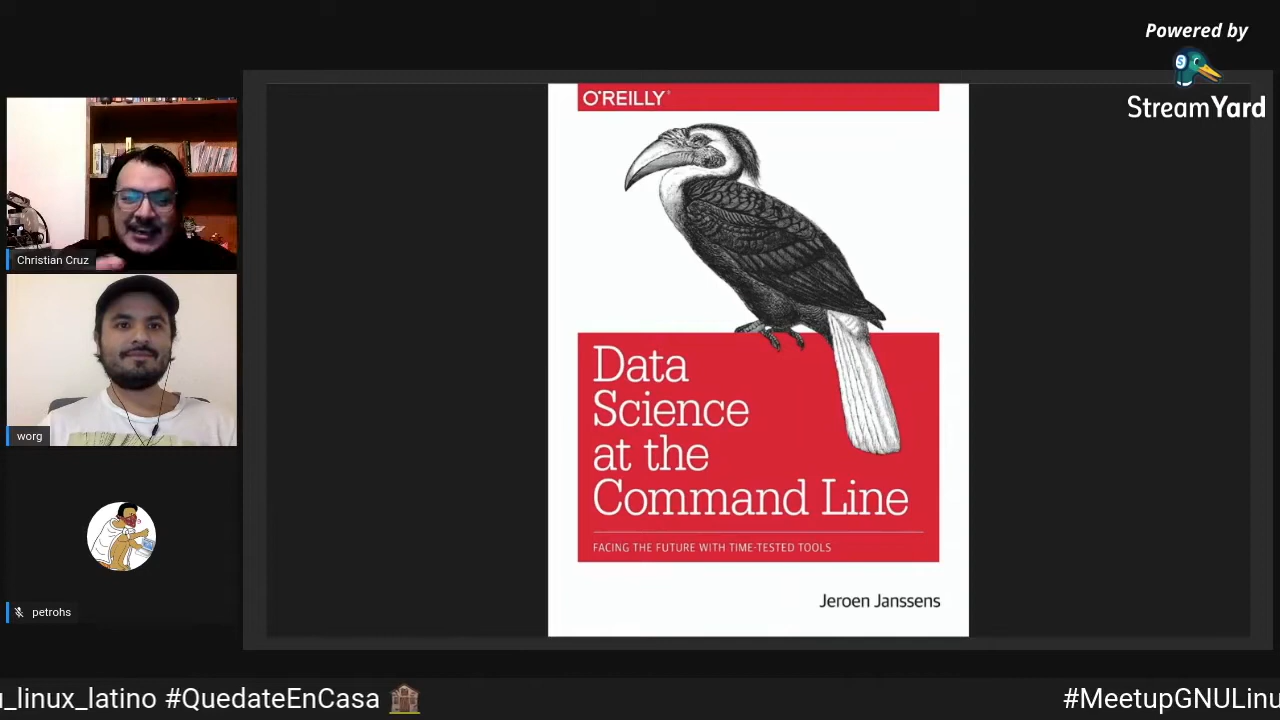 Powered by
StreamYard
O'REILLY®
Data
Science
at the
Command Line
FACING THE FUTURE WITH TIME-TESTED TOOLS
Jeroen Janssens
Christian Cruz
worg
petrohs
_linux_latino #QuedateEnCasa
#MeetupGNULinu